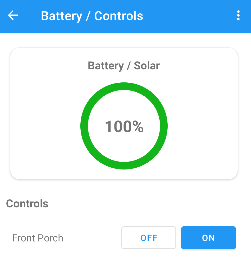 Battery / Controls
Battery / Solar
100%
Controls
Front Porch OFF ON